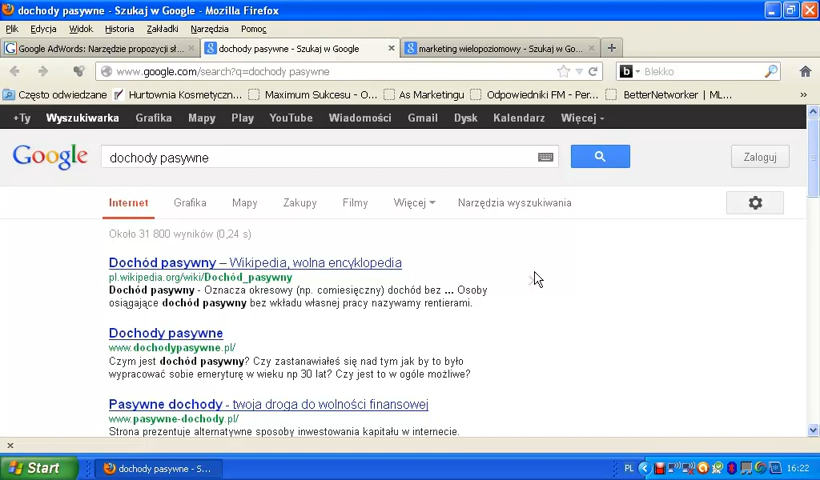 dochody pasywne - Szukaj w Google - Mozilla Firefox
Plik Edycja Widok Historia Zakładki Narzędzia Pomoc
Google AdWords: Narzędzie propozycji sł... dochody pasywne - Szukaj w Google marketing wielopoziomowy - Szukaj w Go...
www.google.com/search?q=dochody pasywne b Blekko
Często odwiedzane Hurtownia Kosmetyczn... Maximum Sukcesu - O... As Marketingu Odpowiedniki FM - Per... BetterNetworker | ML...
+Ty Wyszukiwarka Grafika Mapy Play YouTube Wiadomości Gmail Dysk Kalendarz Więcej
Google dochody pasywne Zaloguj
Internet Grafika Mapy Zakupy Filmy Więcej Narzędzia wyszukiwania
Około 31 800 wyników (0,24 s)
Dochód pasywny – Wikipedia, wolna encyklopedia
pl.wikipedia.org/wiki/Dochód_pasywny
Dochód pasywny - Oznacza okresowy (np. comiesięczny) dochód bez ... Osoby
osiągające dochód pasywny bez wkładu własnej pracy nazywamy rentierami.
Dochody pasywne
www.dochodypasywne.pl/
Czym jest dochód pasywny? Czy zastanawiałeś się nad tym jak by to było
wypracować sobie emeryturę w wieku np 30 lat? Czy jest to w ogóle możliwe?
Pasywne dochody - twoja droga do wolności finansowej
www.pasywne-dochody.pl/
Strona prezentuje alternatywne sposoby inwestowania kapitału w internecie.
Start dochody pasywne - S... PL 16:22